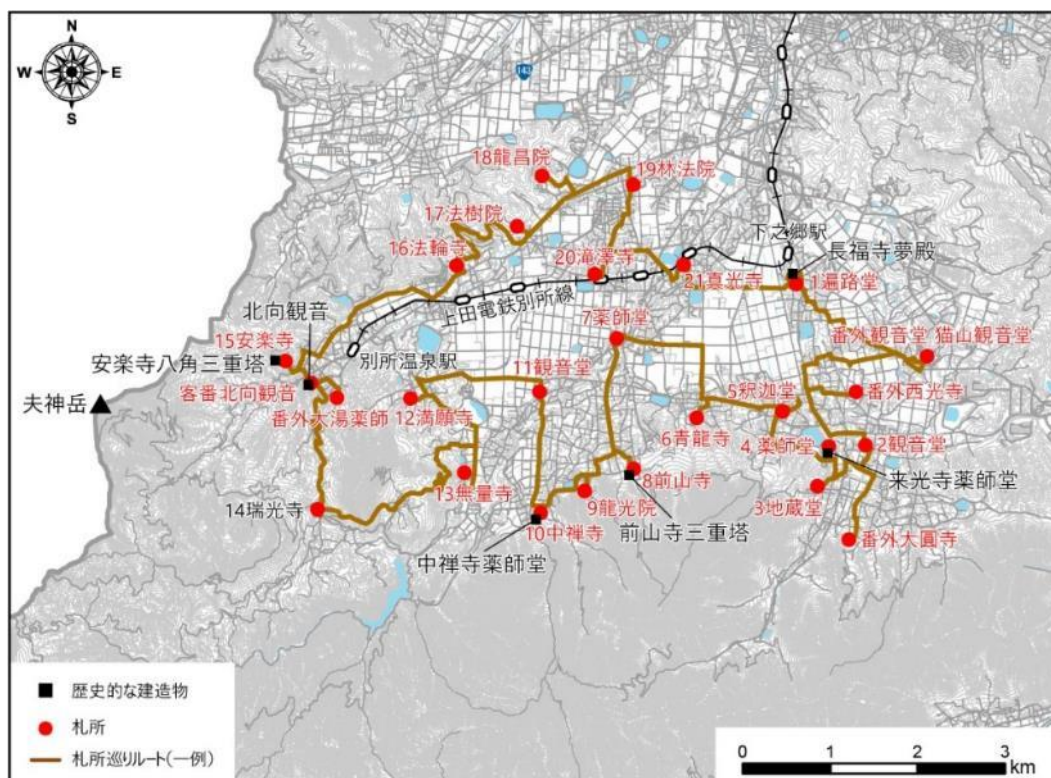 N
W
E
S
143
18龍昌院
19林法院
17法樹院
下之郷駅
長福寺夢殿
16法輪寺
20滝澤寺
21真光寺
1遍路堂
上田電鉄別所線
北向観音
7薬師堂
番外観音堂 猫山観音堂
15安楽寺
安楽寺八角三重塔
別所温泉駅
11観音堂
夫神岳
客番北向観音
番外大湯薬師
12満願寺
5釈迦堂
番外西光寺
6青龍寺
4 薬師堂
2観音堂
来光寺薬師堂
13無量寺
8前山寺
3地蔵堂
9龍光院
14瑞光寺
10中禅寺
前山寺三重塔
番外大圓寺
中禅寺薬師堂
歴史的な建造物
札所
札所巡りルート(一例)
0
1
2
3
km